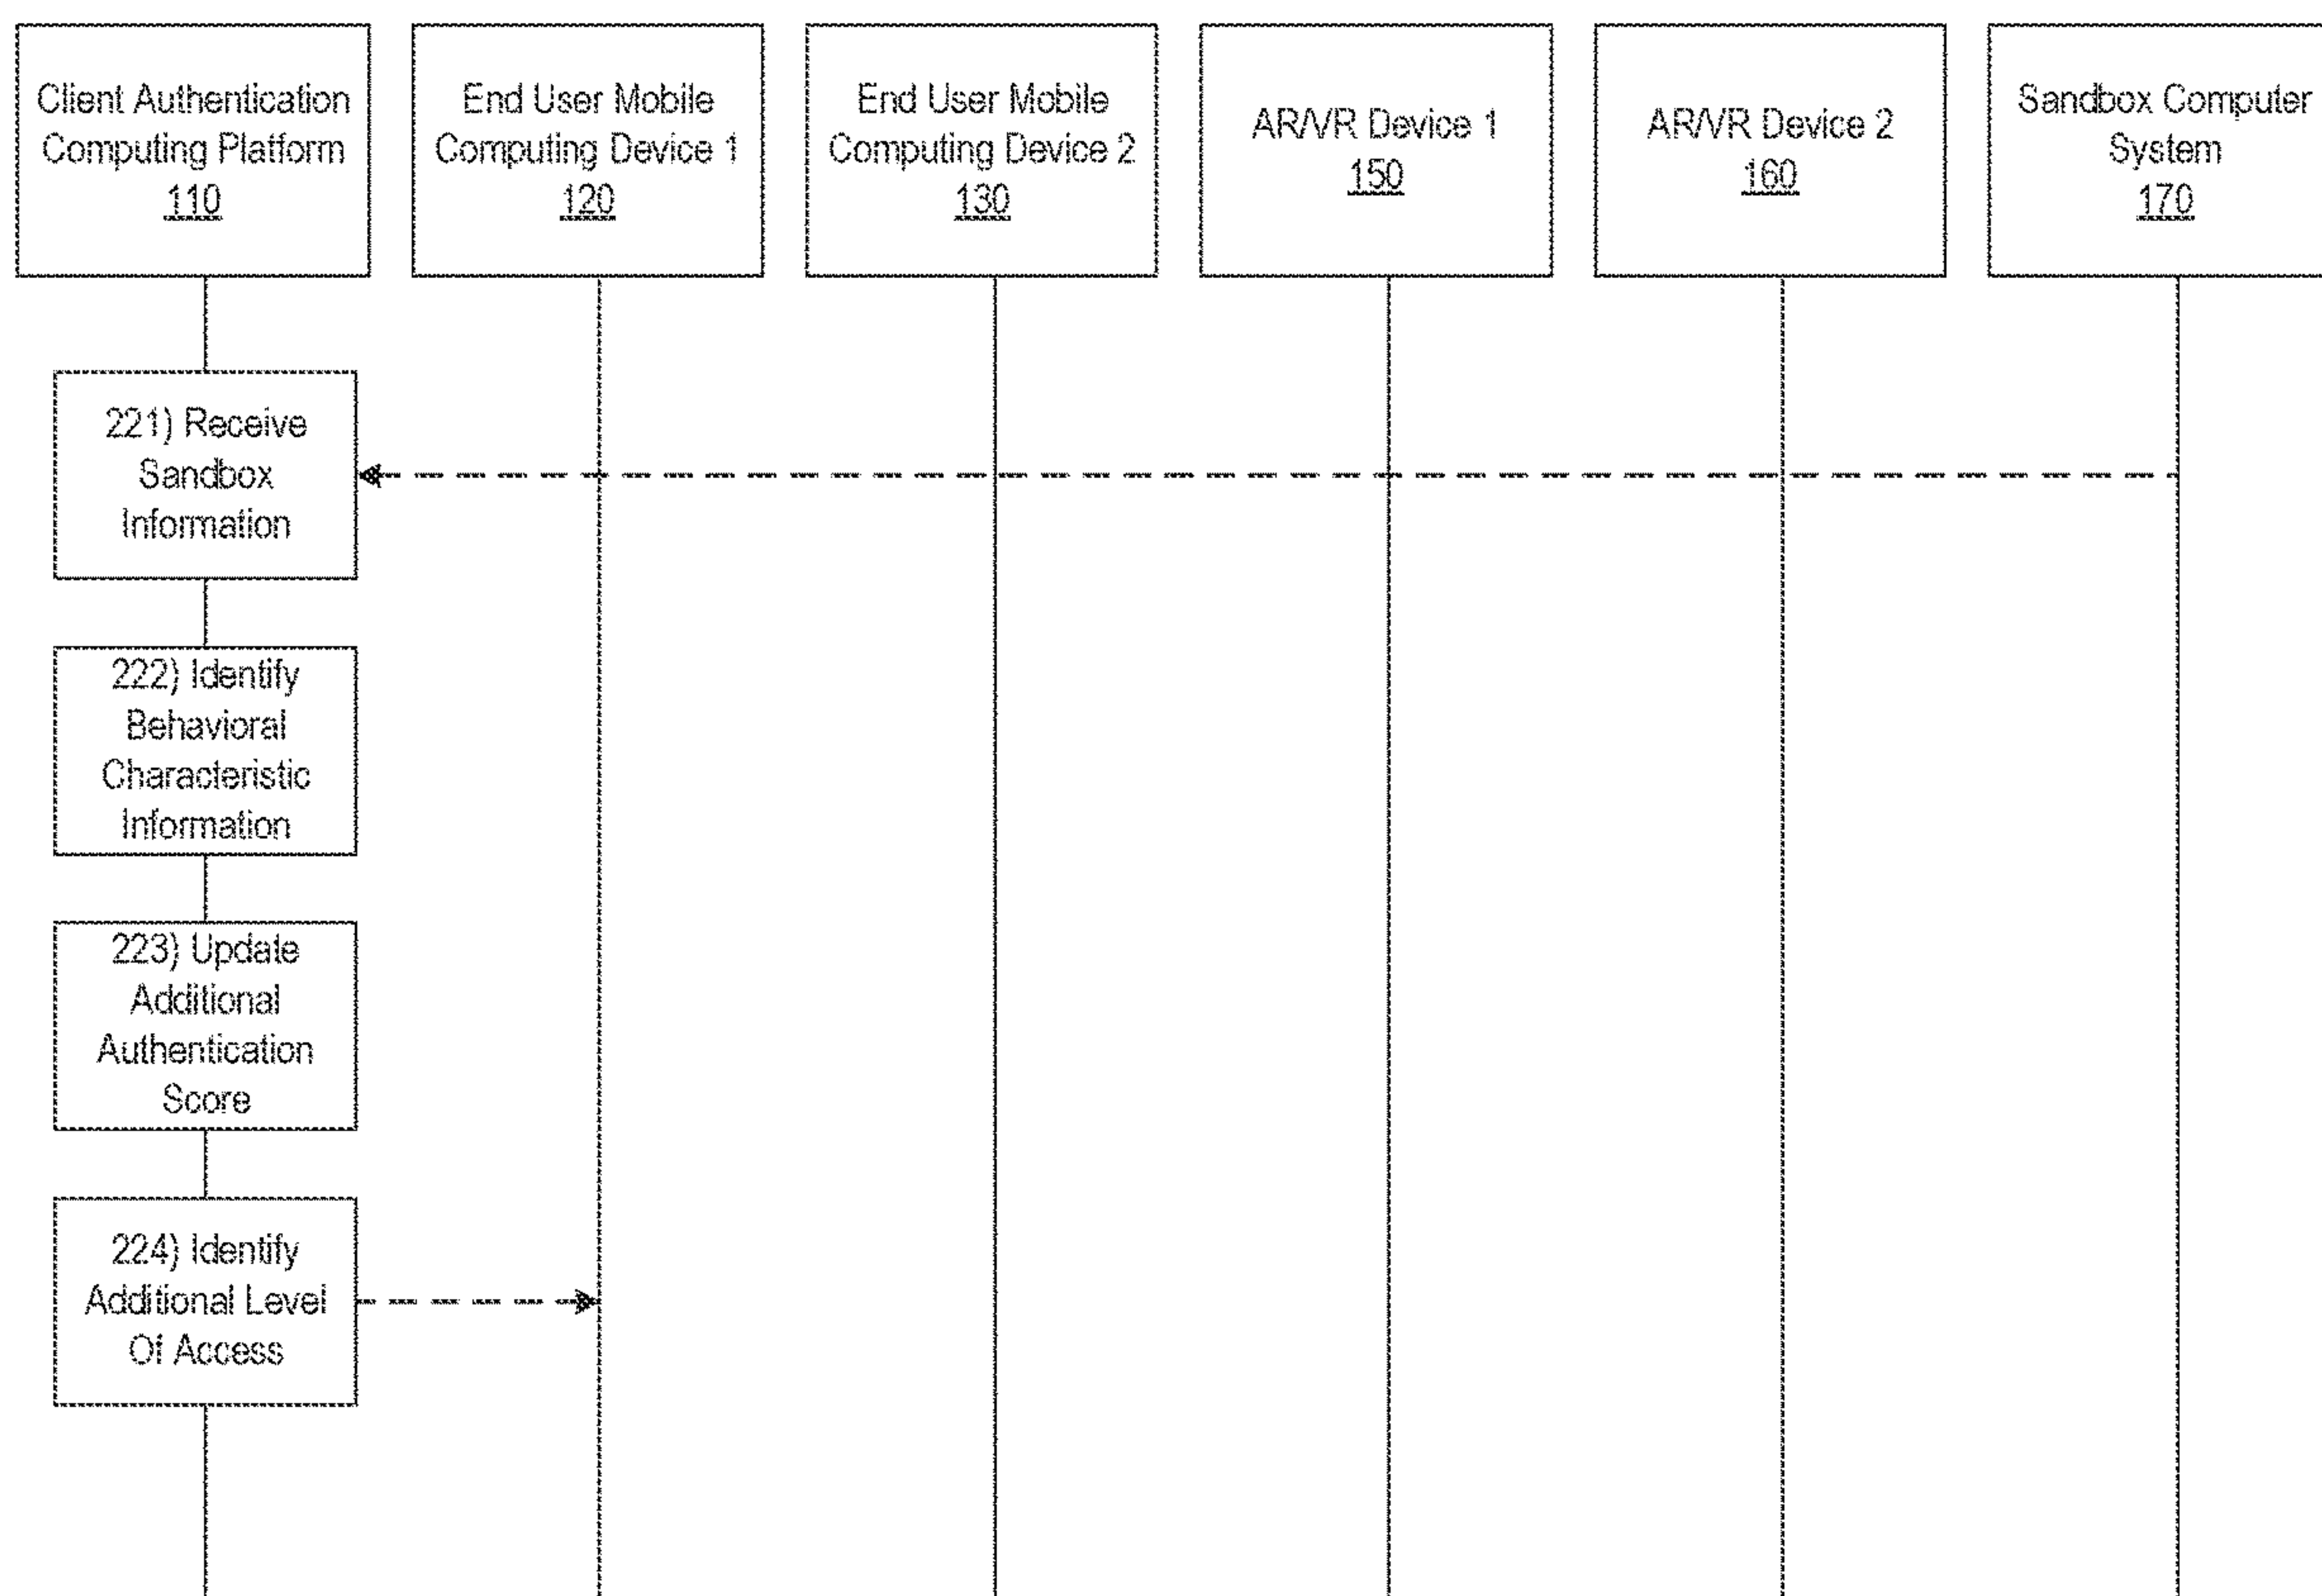 Client Authentication
Computing Platform
110
End User Mobile
Computing Device 1
120
End User Mobile
Computing Device 2
130
AR/VR Device 1
150
AR/VR Device 2
160
Sandbox Computer
System
170
221) Receive
Sandbox
Information
222) Identify
Behavioral
Characteristic
Information
223) Update
Additional
Authentication
Score
224) Identify
Additional Level
Of Access